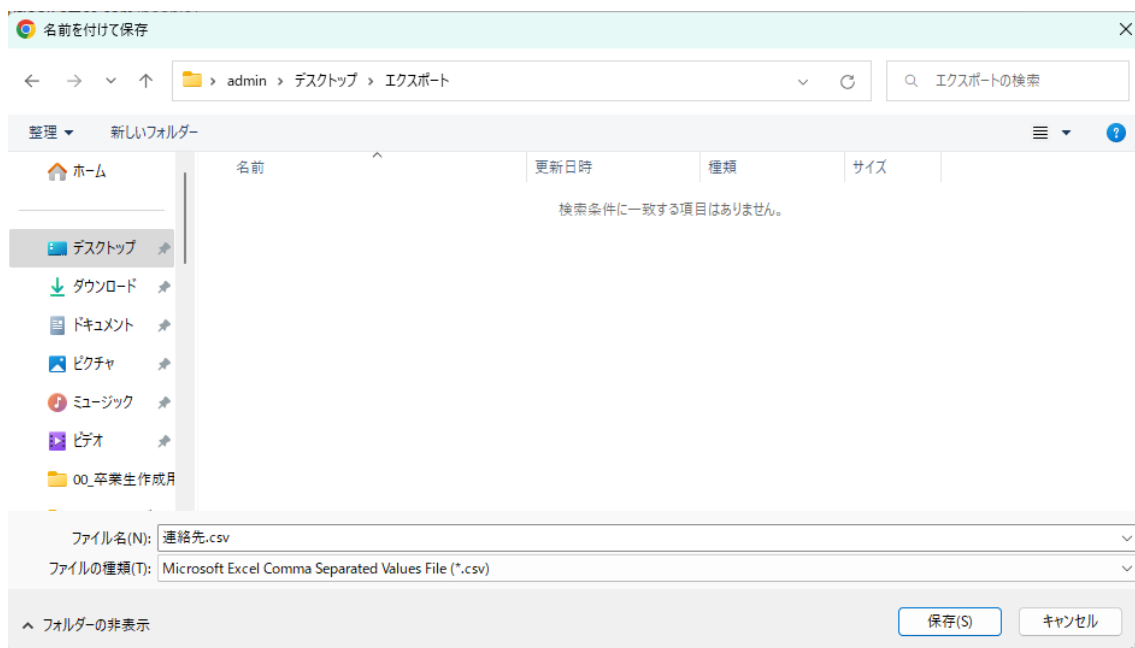 名前を付けて保存
admin › デスクトップ › エクスポート
エクスポートの検索
整理 新しいフォルダー
ホーム
名前 更新日時 種類 サイズ
検索条件に一致する項目はありません。
デスクトップ
ダウンロード
ドキュメント
ピクチャ
ミュージック
ビデオ
00_卒業生作成用
ファイル名(N): 連絡先.csv
ファイルの種類(T): Microsoft Excel Comma Separated Values File (*.csv)
フォルダーの非表示
保存(S) キャンセル